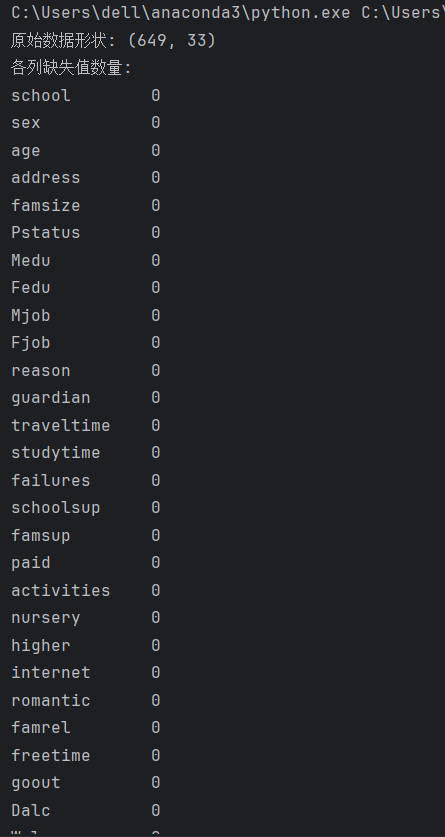 C:\Users\dell\anaconda3\python.exe C:\Users\
原始数据形状: (649, 33)
各列缺失值数量:
school 0
sex 0
age 0
address 0
famsize 0
Pstatus 0
Medu 0
Fedu 0
Mjob 0
Fjob 0
reason 0
guardian 0
traveltime 0
studytime 0
failures 0
schoolsup 0
famsup 0
paid 0
activities 0
nursery 0
higher 0
internet 0
romantic 0
famrel 0
freetime 0
goout 0
Dalc 0